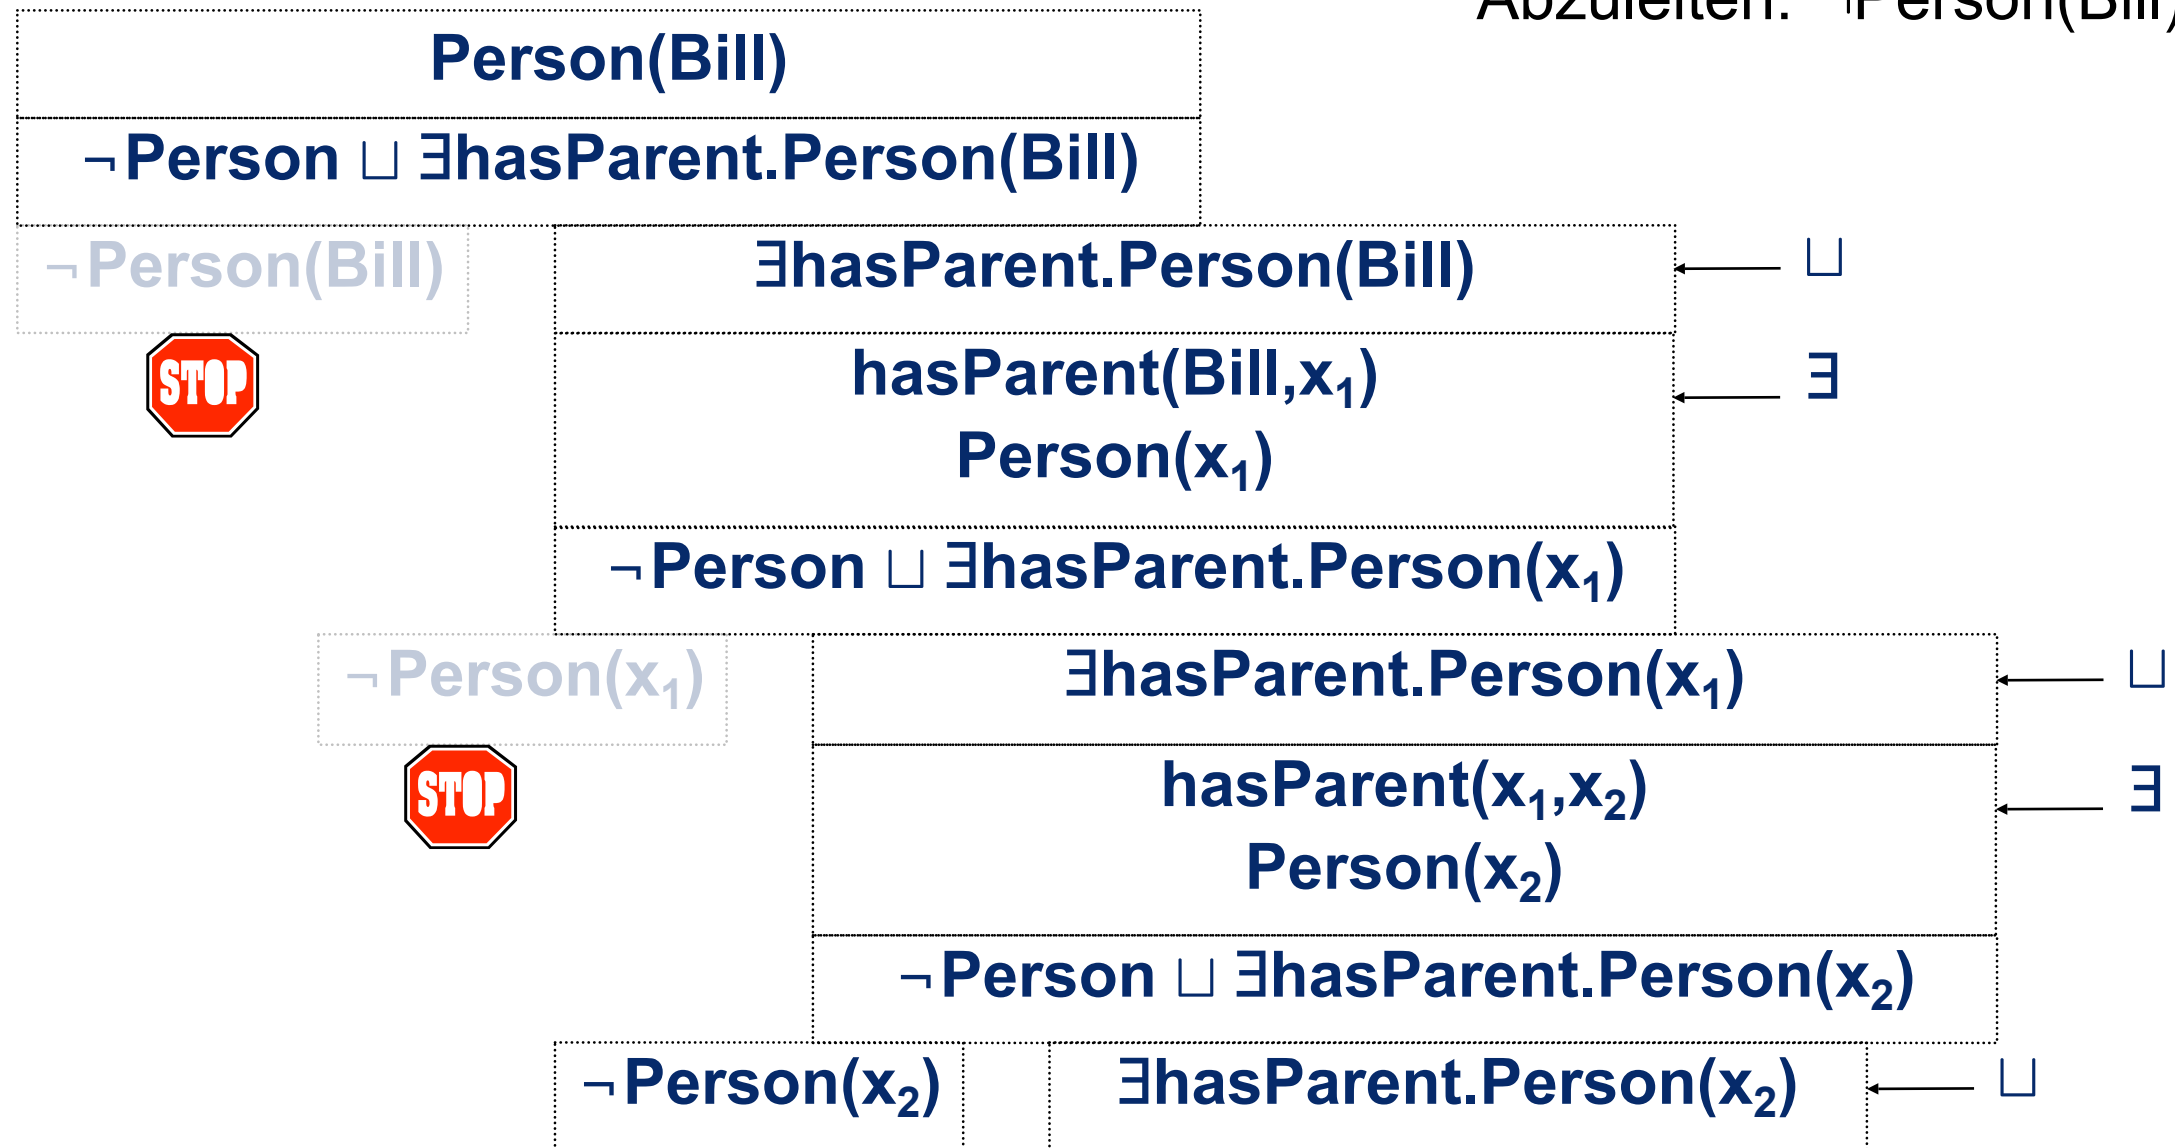 Abzuleiten: ¬Person(Bill)
Person(Bill)
¬Person ⊔ ∃hasParent.Person(Bill)
¬Person(Bill)
∃hasParent.Person(Bill)
⊔
STOP
hasParent(Bill,x₁)
∃
Person(x₁)
¬Person ⊔ ∃hasParent.Person(x₁)
¬Person(x₁)
∃hasParent.Person(x₁)
⊔
STOP
hasParent(x₁,x₂)
∃
Person(x₂)
¬Person ⊔ ∃hasParent.Person(x₂)
¬Person(x₂)
∃hasParent.Person(x₂)
⊔